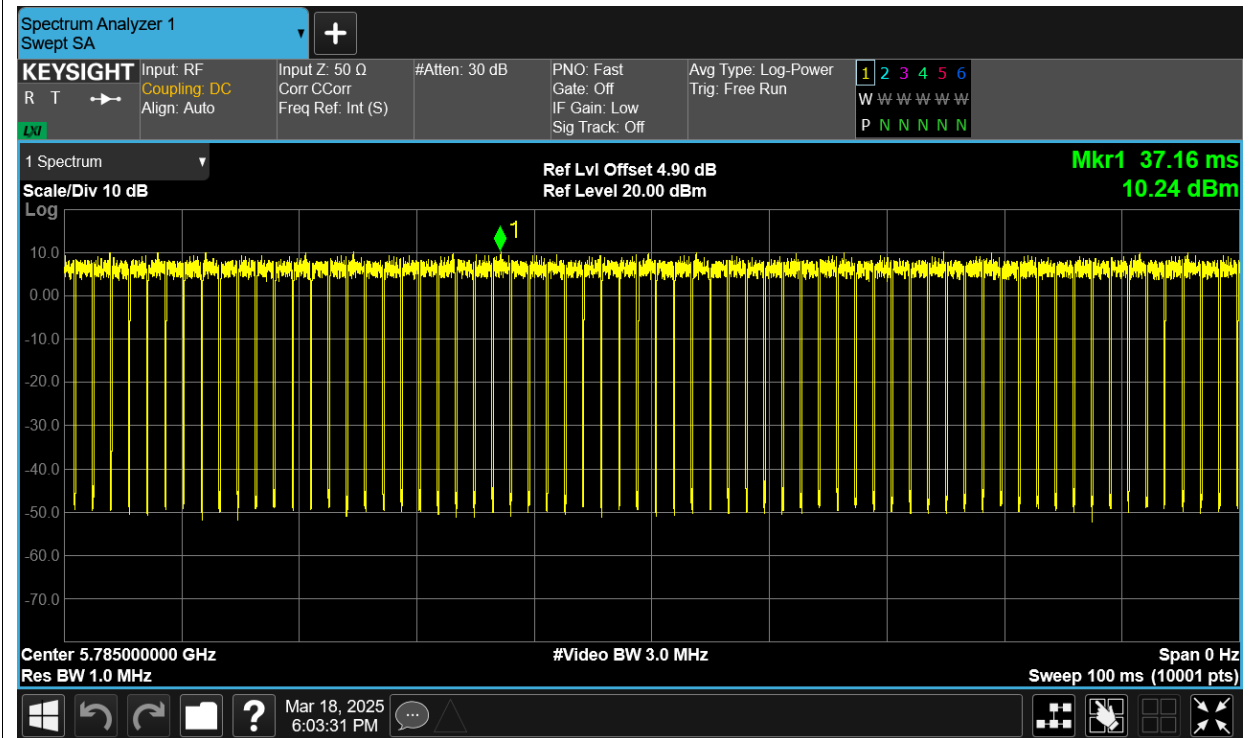 Spectrum Analyzer 1
Swept SA
KEYSIGHT
R T
LXI
Input: RF
Coupling: DC
Align: Auto
Input Z: 50 Ω
Corr CCorr
Freq Ref: Int (S)
#Atten: 30 dB
PNO: Fast
Gate: Off
IF Gain: Low
Sig Track: Off
Avg Type: Log-Power
Trig: Free Run
1 2 3 4 5 6
W W W W W W
P N N N N N
1 Spectrum
Scale/Div 10 dB
Log
Ref Lvl Offset 4.90 dB
Ref Level 20.00 dBm
Mkr1 37.16 ms
10.24 dBm
1
10.0
0.00
-10.0
-20.0
-30.0
-40.0
-50.0
-60.0
-70.0
Center 5.785000000 GHz
Res BW 1.0 MHz
#Video BW 3.0 MHz
Span 0 Hz
Sweep 100 ms (10001 pts)
?
Mar 18, 2025
6:03:31 PM